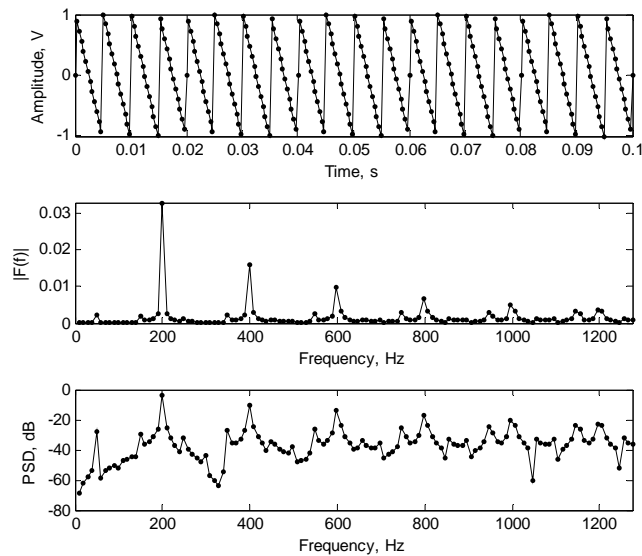 1
0
-1
Amplitude, V
0 0.01 0.02 0.03 0.04 0.05 0.06 0.07 0.08 0.09 0.1
Time, s
0.03
0.02
0.01
0
|F(f)|
0 200 400 600 800 1000 1200
Frequency, Hz
0
-20
-40
-60
-80
PSD, dB
0 200 400 600 800 1000 1200
Frequency, Hz